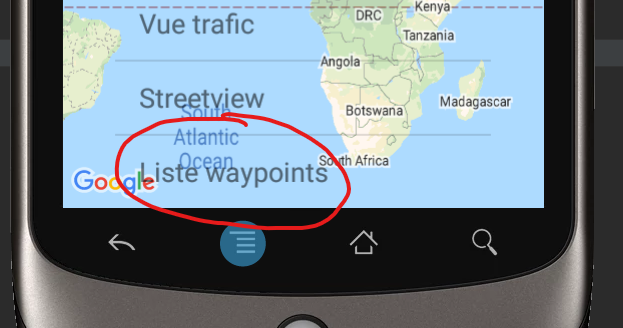 DRC
Kenya
Vue trafic
Tanzania
Angola
Streetview
Madagascar
South
Botswana
Atlantic
Ocean
South Africa
Liste waypoints
Google